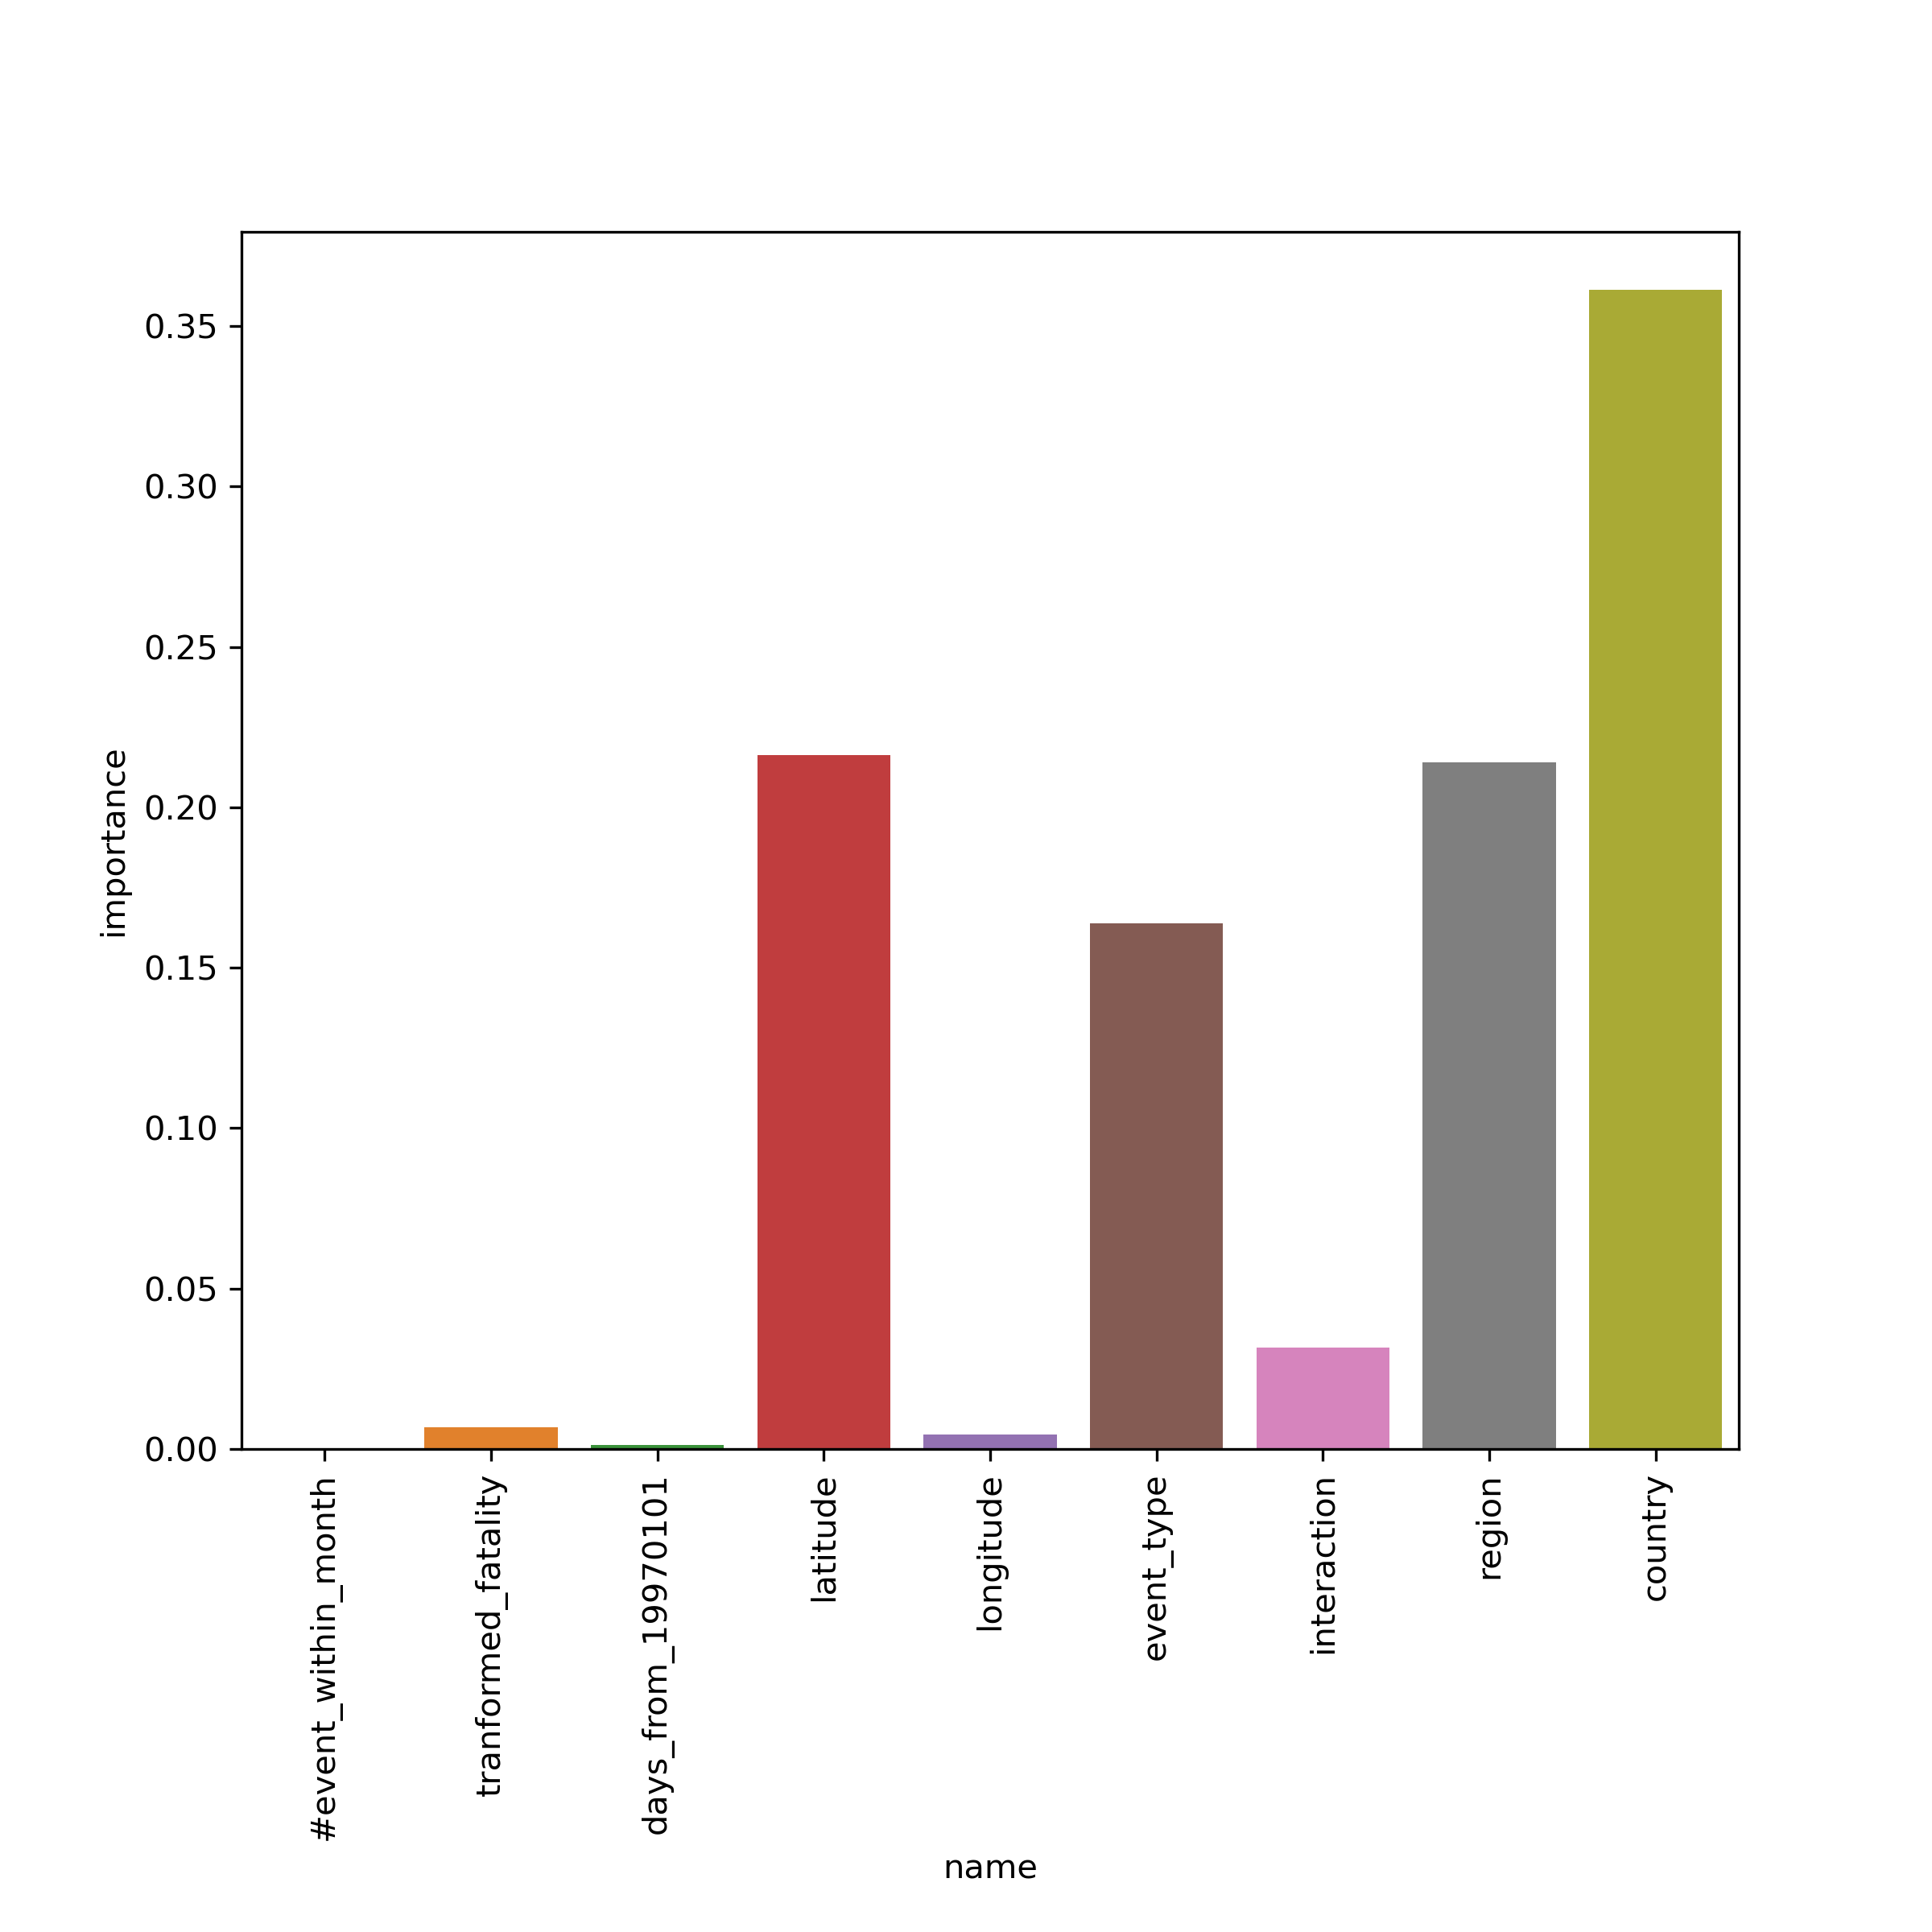 importance
0.35
0.30
0.25
0.20
0.15
0.10
0.05
0.00
#event_within_month
tranformed_fatality
days_from_19970101
latitude
longitude
event_type
interaction
region
country
name